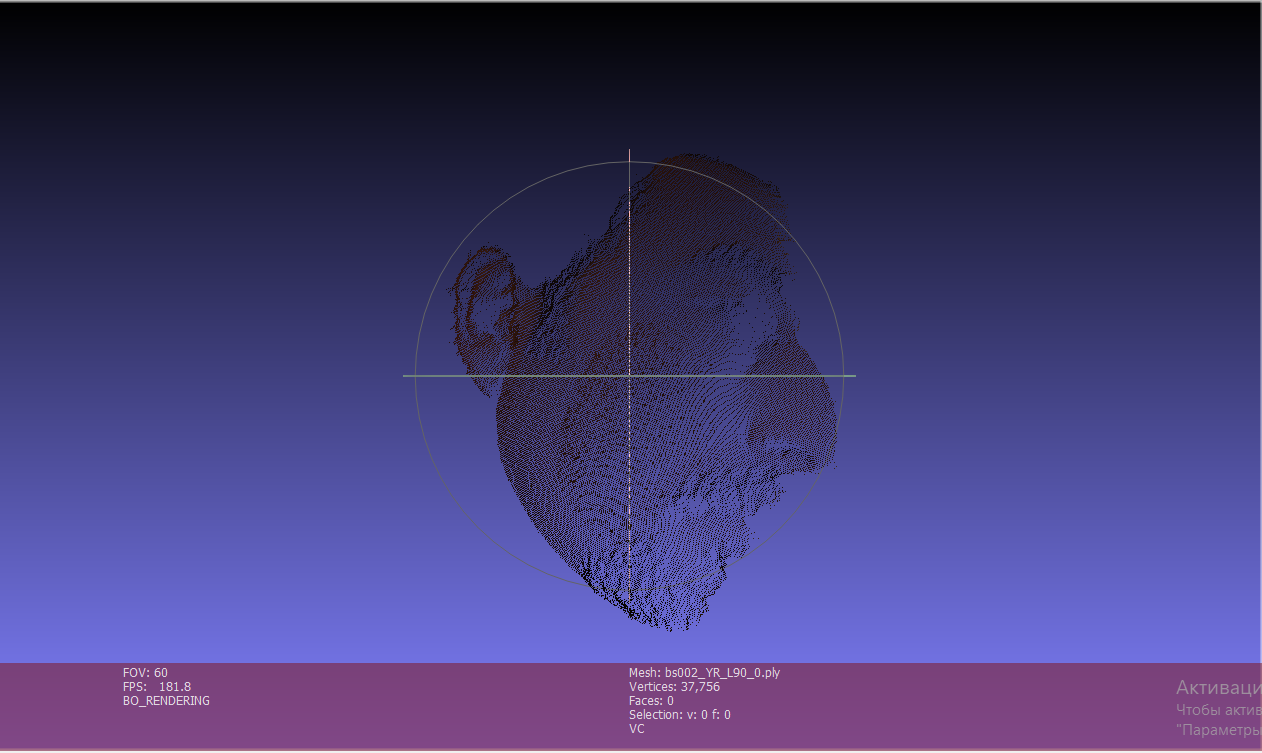 FOV: 60
FPS: 181.8
BO_RENDERING
Mesh: bs002_YR_L90_0.ply
Vertices: 37,756
Faces: 0
Selection: v: 0 f: 0
VC
Активаци
Чтобы актив
"Параметры